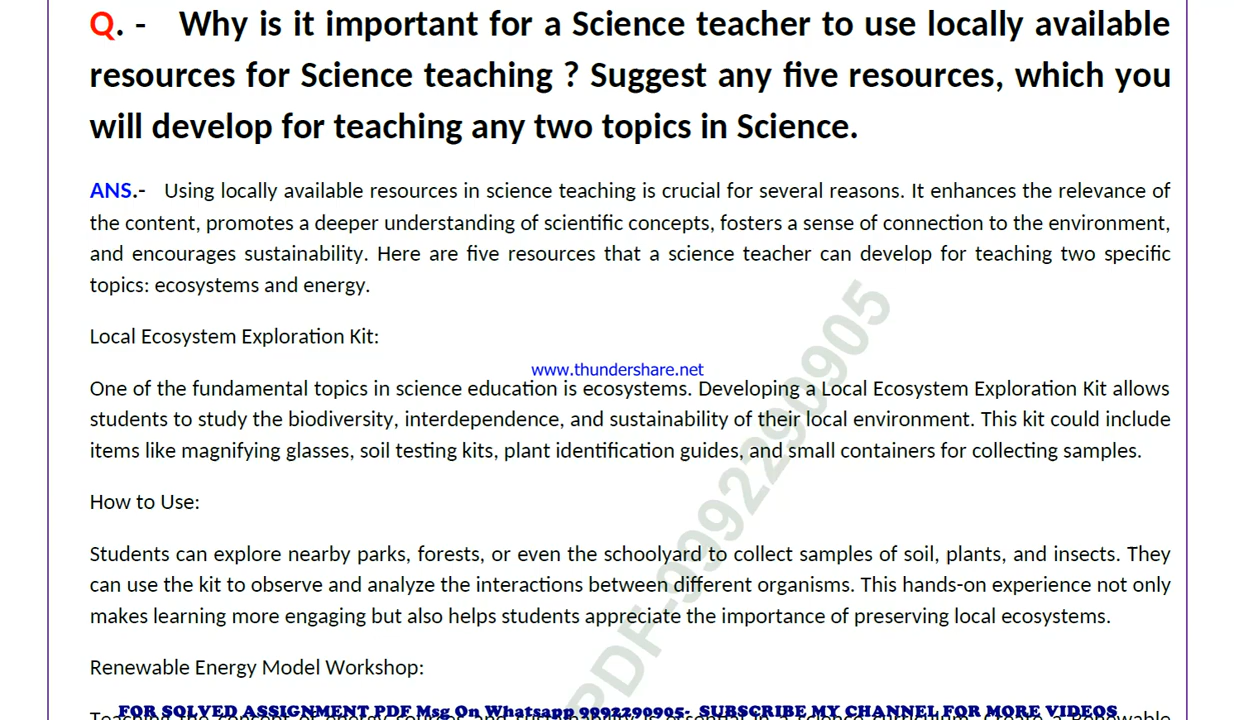 Q. - Why is it important for a Science teacher to use locally available
resources for Science teaching ? Suggest any five resources, which you
will develop for teaching any two topics in Science.
ANS.- Using locally available resources in science teaching is crucial for several reasons. It enhances the relevance of
the content, promotes a deeper understanding of scientific concepts, fosters a sense of connection to the environment,
and encourages sustainability. Here are five resources that a science teacher can develop for teaching two specific
topics: ecosystems and energy.
Local Ecosystem Exploration Kit:
www.thundershare.net
One of the fundamental topics in science education is ecosystems. Developing a Local Ecosystem Exploration Kit allows
students to study the biodiversity, interdependence, and sustainability of their local environment. This kit could include
items like magnifying glasses, soil testing kits, plant identification guides, and small containers for collecting samples.
How to Use:
Students can explore nearby parks, forests, or even the schoolyard to collect samples of soil, plants, and insects. They
can use the kit to observe and analyze the interactions between different organisms. This hands-on experience not only
makes learning more engaging but also helps students appreciate the importance of preserving local ecosystems.
PDF-9992290905
Renewable Energy Model Workshop:
FOR SOLVED ASSIGNMENT PDF Msg On Whatsapp 9992290905- SUBSCRIBE MY CHANNEL FOR MORE VIDEOS